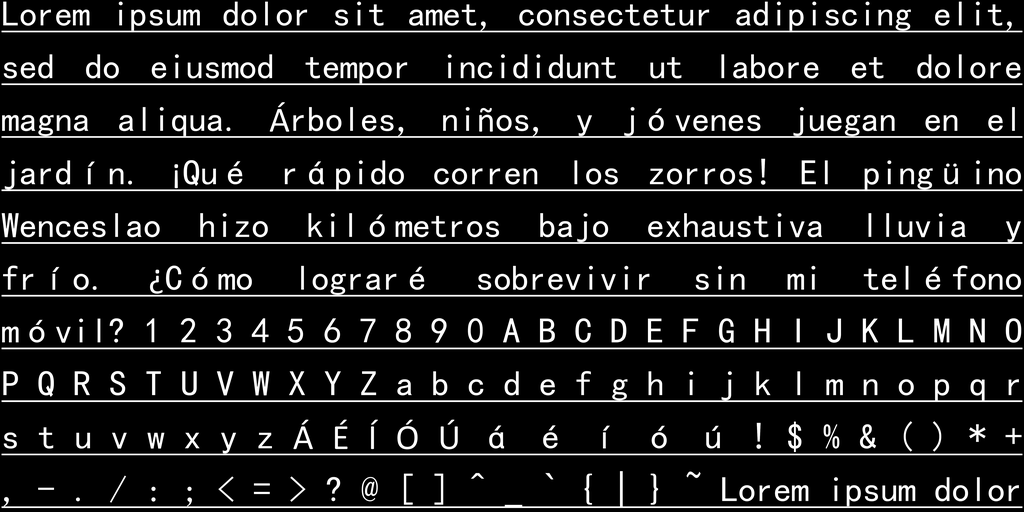 Lorem ipsum dolor sit amet, consectetur adipiscing elit,
sed do eiusmod tempor incididunt ut labore et dolore
magna aliqua. Árboles, niños, y jóvenes juegan en el
jardín. ¡Qué rápido corren los zorros! El pingüino
Wenceslao hizo kilómetros bajo exhaustiva lluvia y
frío. ¿Cómo lograré sobrevivir sin mi teléfono
móvil? 1 2 3 4 5 6 7 8 9 0 A B C D E F G H I J K L M N O
P Q R S T U V W X Y Z a b c d e f g h i j k l m n o p q r
s t u v w x y z Á É Í Ó Ú á é í ó ú ! $ % & ( ) * +
, - . / : ; < = > ? @ [ ] ^ _ ` { | } ~ Lorem ipsum dolor